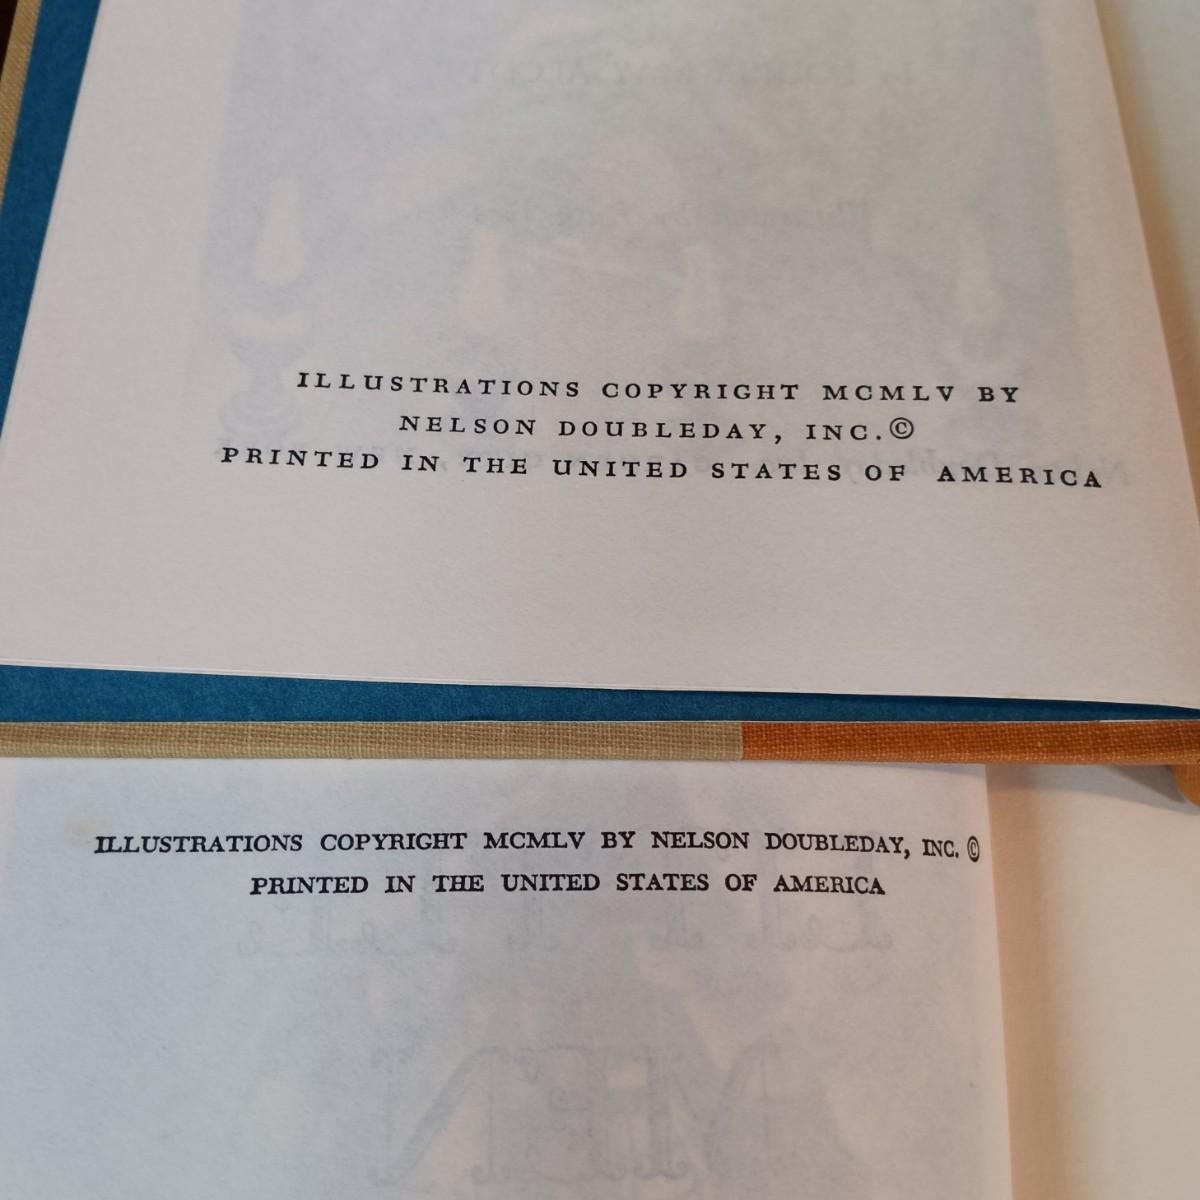 ILLUSTRATIONS COPYRIGHT MCMLV BY
NELSON DOUBLEDAY, INC.©
PRINTED IN THE UNITED STATES OF AMERICA
ILLUSTRATIONS COPYRIGHT MCMLV BY NELSON DOUBLEDAY, INC. ©
PRINTED IN THE UNITED STATES OF AMERICA
MEN